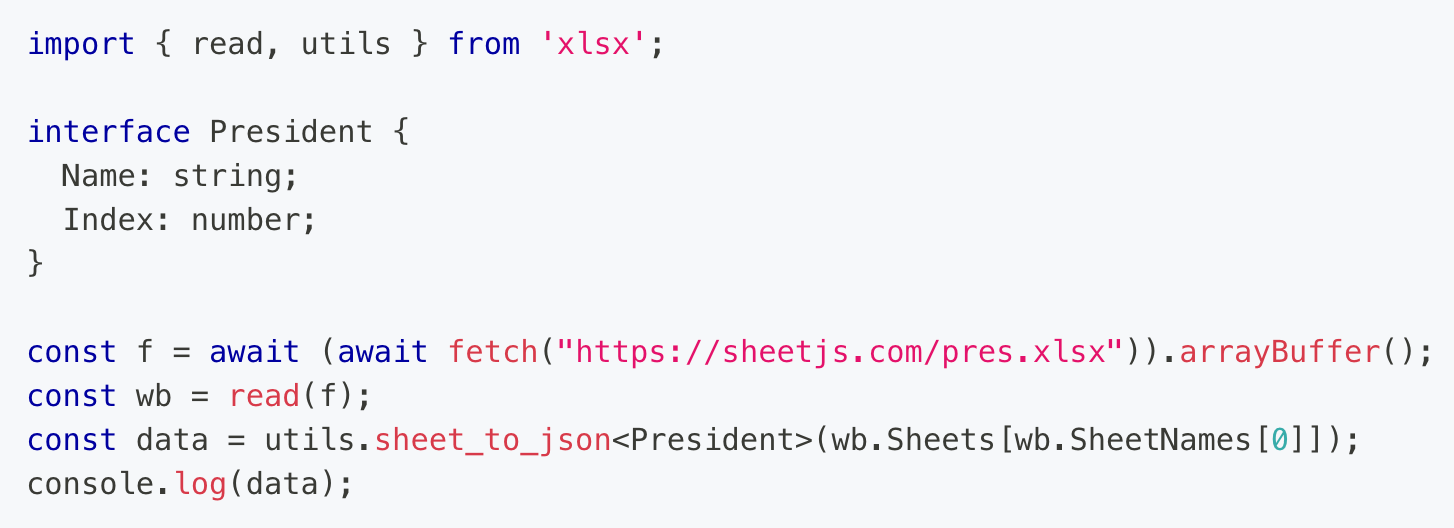 import { read, utils } from 'xlsx';

interface President {
  Name: string;
  Index: number;
}

const f = await (await fetch("https://sheetjs.com/pres.xlsx")).arrayBuffer();
const wb = read(f);
const data = utils.sheet_to_json<President>(wb.Sheets[wb.SheetNames[0]]);
console.log(data);